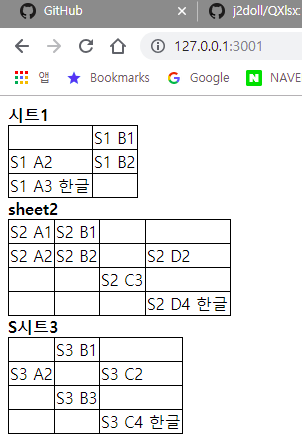 GitHub
j2doll/QXlsx:
127.0.0.1:3001
앱 Bookmarks Google NAVE
시트1
S1 B1
S1 A2 S1 B2
S1 A3 한글
sheet2
S2 A1 S2 B1
S2 A2 S2 B2 S2 D2
S2 C3
S2 D4 한글
S시트3
S3 B1
S3 A2 S3 C2
S3 B3
S3 C4 한글